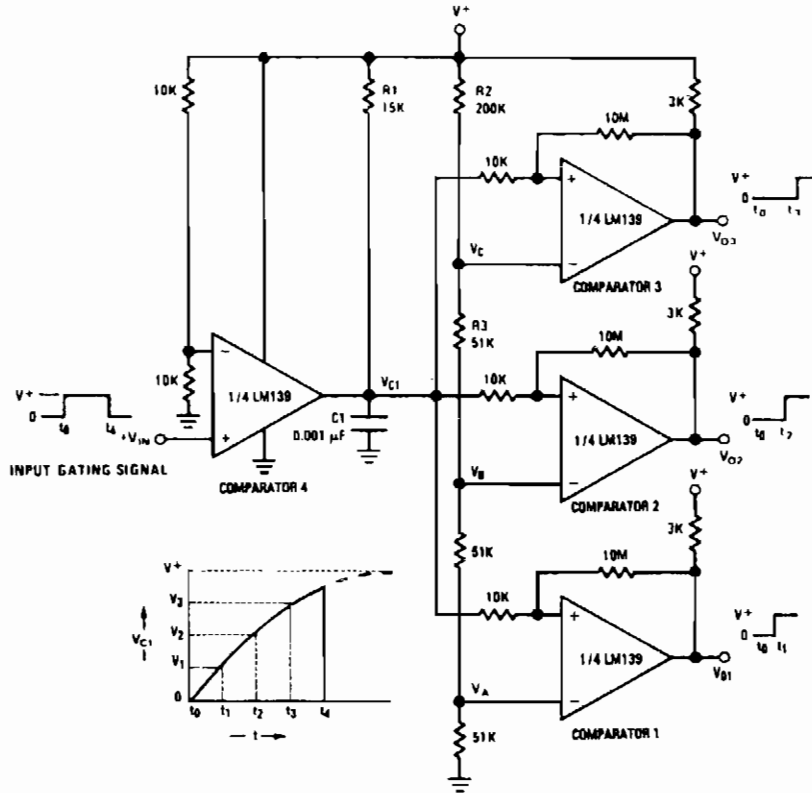 V+
10K
R1
15K
R2
200K
3K
10M
10K
+
1/4 LM139
−
COMPARATOR 3
VO3
V+
0
t0
t3
VC
R3
51K
V+
3K
10M
10K
+
1/4 LM139
−
COMPARATOR 2
VO2
V+
0
t0
t2
VB
10K
−
1/4 LM139
+
COMPARATOR 4
VC1
C1
0.001 µF
V+
0
t0
t4
+VIN
INPUT GATING SIGNAL
51K
V+
3K
10M
10K
+
1/4 LM139
−
COMPARATOR 1
VO1
V+
0
t0
t1
VA
51K
V+
V3
V2
V1
0
VC1
t0
t1
t2
t3
t4
t